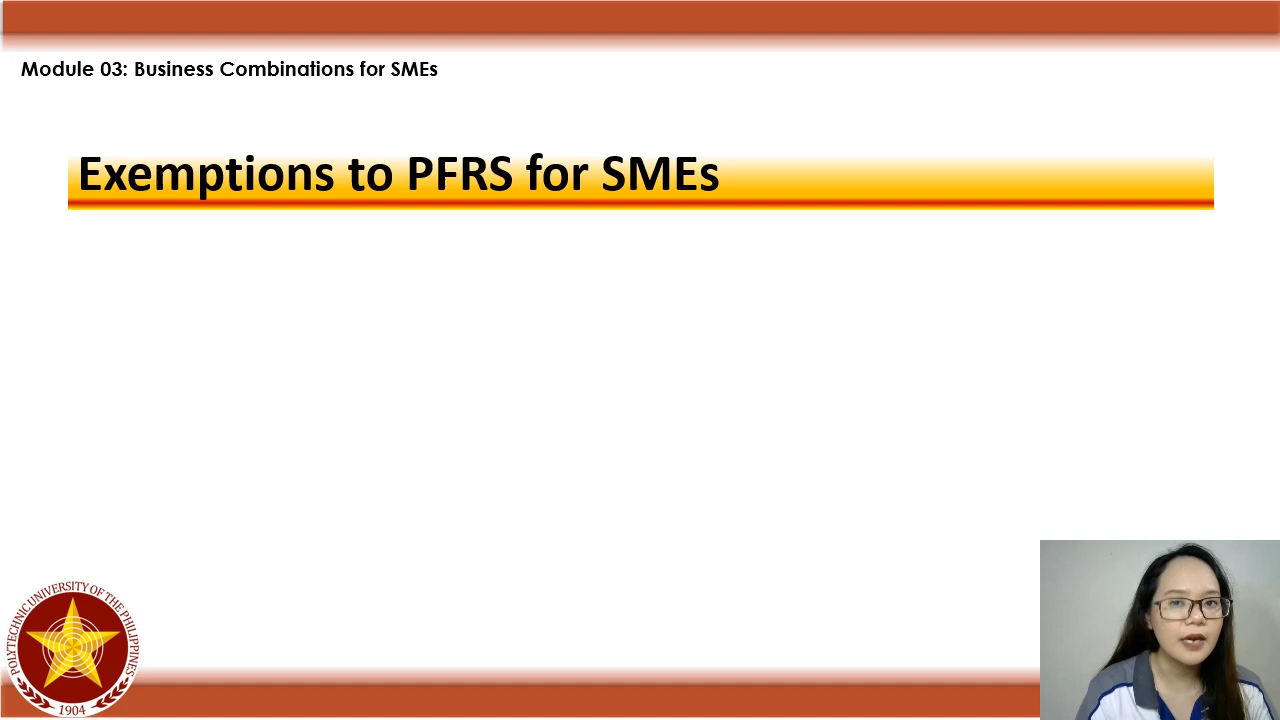 Module 03: Business Combinations for SMEs
Exemptions to PFRS for SMEs
POLYTECHNIC UNIVERSITY OF THE PHILIPPINES
1904